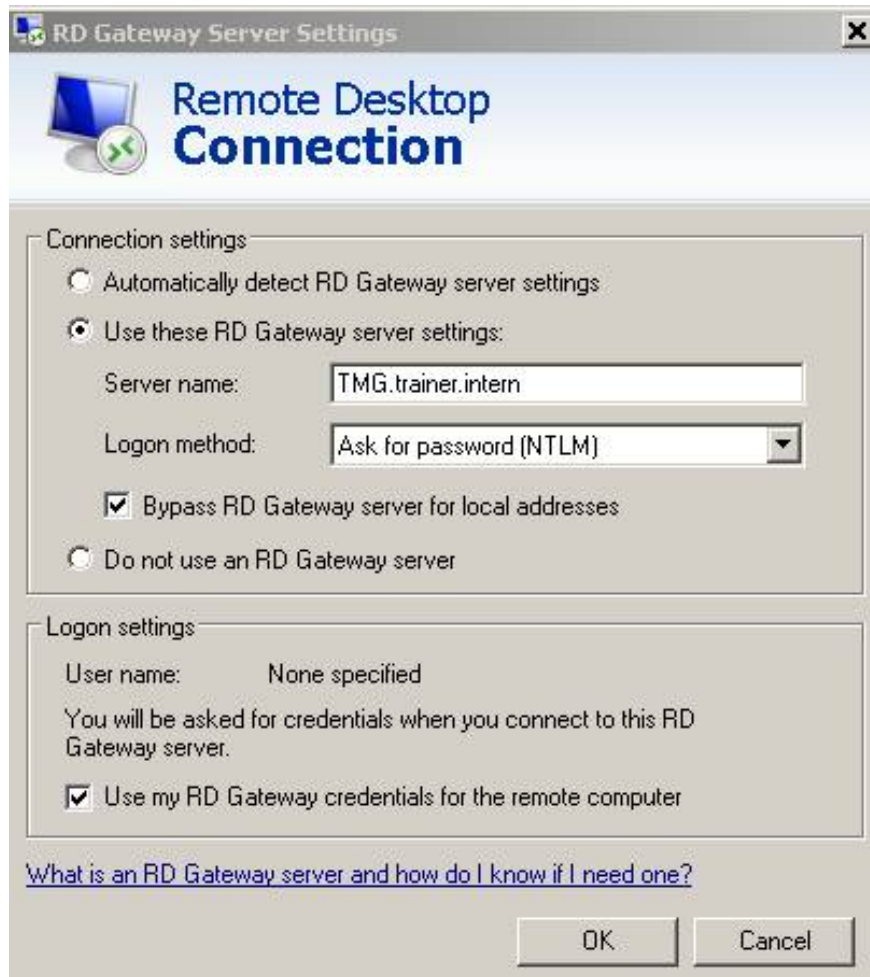 RD Gateway Server Settings
Remote Desktop
Connection
Connection settings
Automatically detect RD Gateway server settings
Use these RD Gateway server settings:
Server name: TMG.trainer.intern
Logon method: Ask for password (NTLM)
Bypass RD Gateway server for local addresses
Do not use an RD Gateway server
Logon settings
User name: None specified
You will be asked for credentials when you connect to this RD
Gateway server.
Use my RD Gateway credentials for the remote computer
What is an RD Gateway server and how do I know if I need one?
OK Cancel